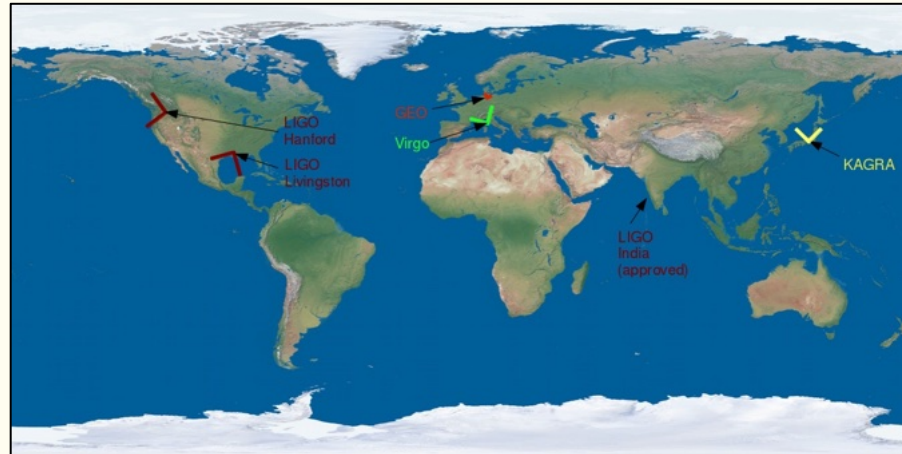 LIGO
Hanford
LIGO
Livingston
GEO
Virgo
KAGRA
LIGO
India
(approved)